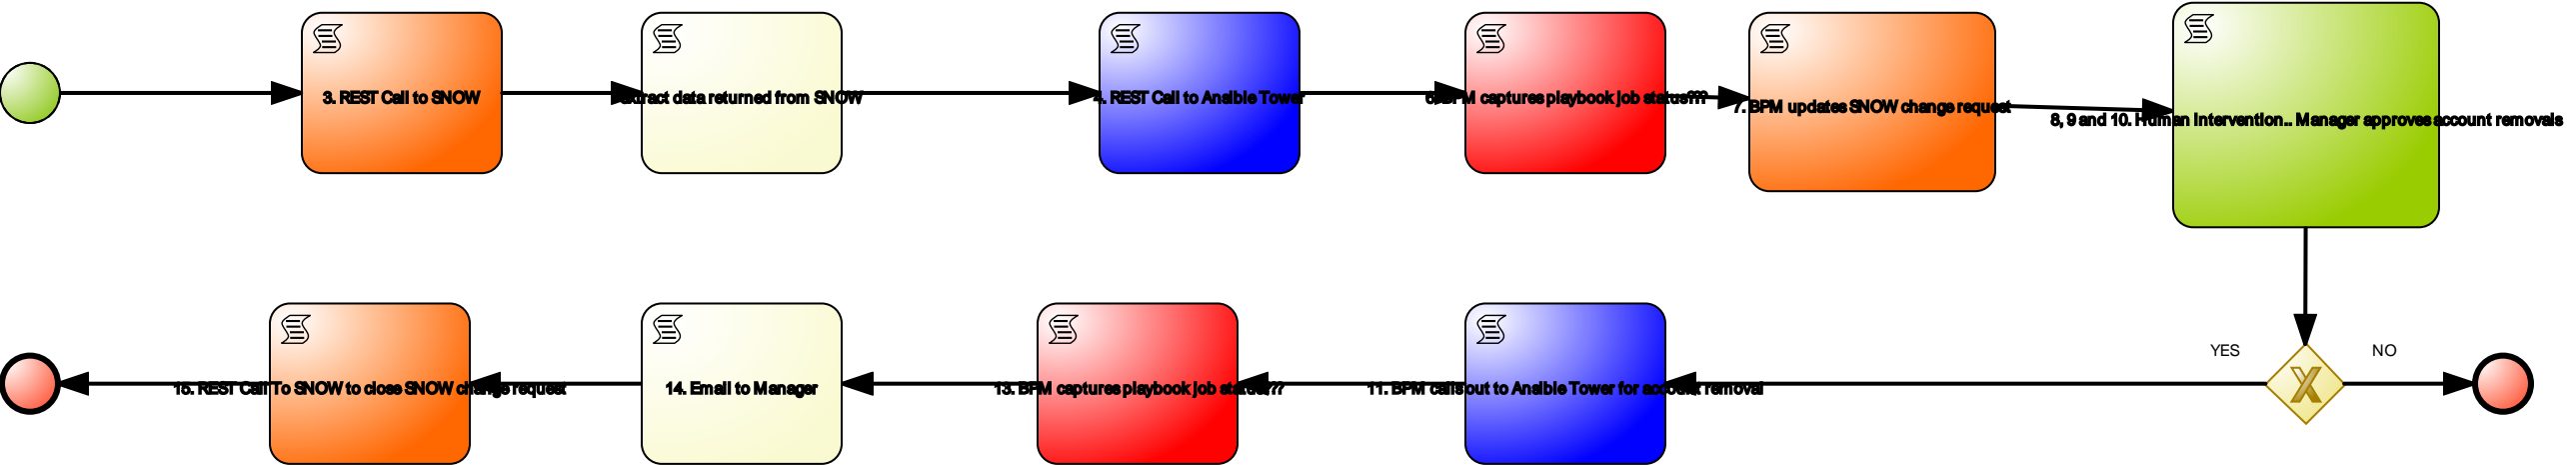 3. REST Call to SNOW
Extract data returned from SNOW
4. REST Call to Ansible Tower
6. BPM captures playbook job status???
7. BPM updates SNOW change request
8, 9 and 10. Human Intervention.. Manager approves account removals
YES
NO
15. REST Call To SNOW to close SNOW change request
14. Email to Manager
13. BPM captures playbook job status???
11. BPM calls out to Ansible Tower for account removal